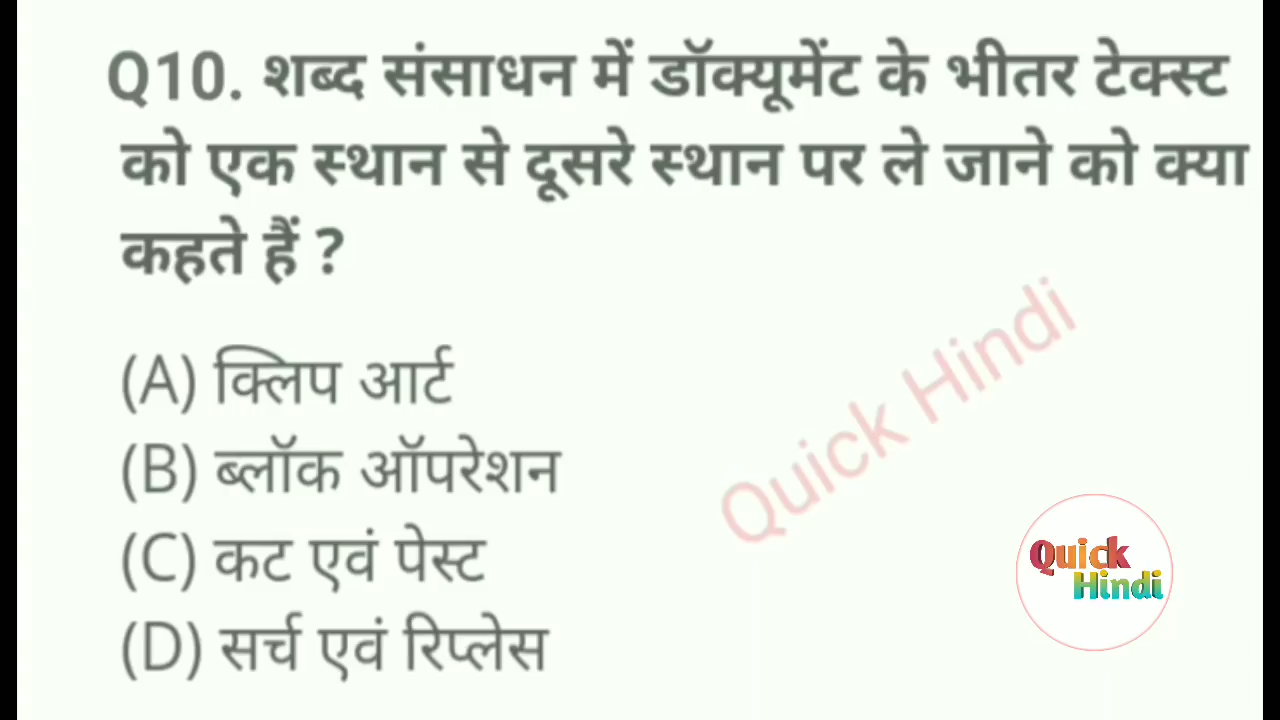 Q10. शब्द संसाधन में डॉक्यूमेंट के भीतर टेक्स्ट
को एक स्थान से दूसरे स्थान पर ले जाने को क्या
कहते हैं ?
(A) क्लिप आर्ट
(B) ब्लॉक ऑपरेशन
(C) कट एवं पेस्ट
(D) सर्च एवं रिप्लेस
Quick Hindi
Quick
Hindi